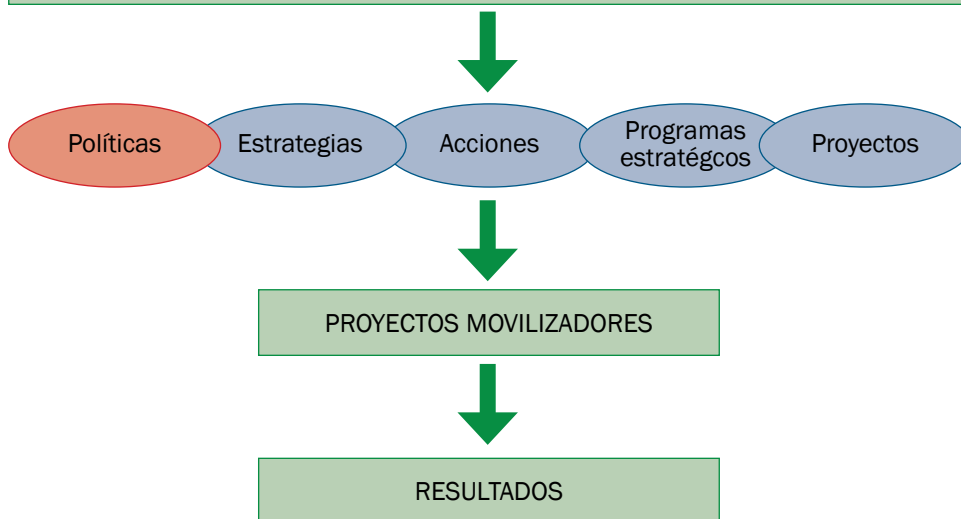 Políticas
Estrategias
Acciones
Programas
estratégcos
Proyectos
PROYECTOS MOVILIZADORES
RESULTADOS